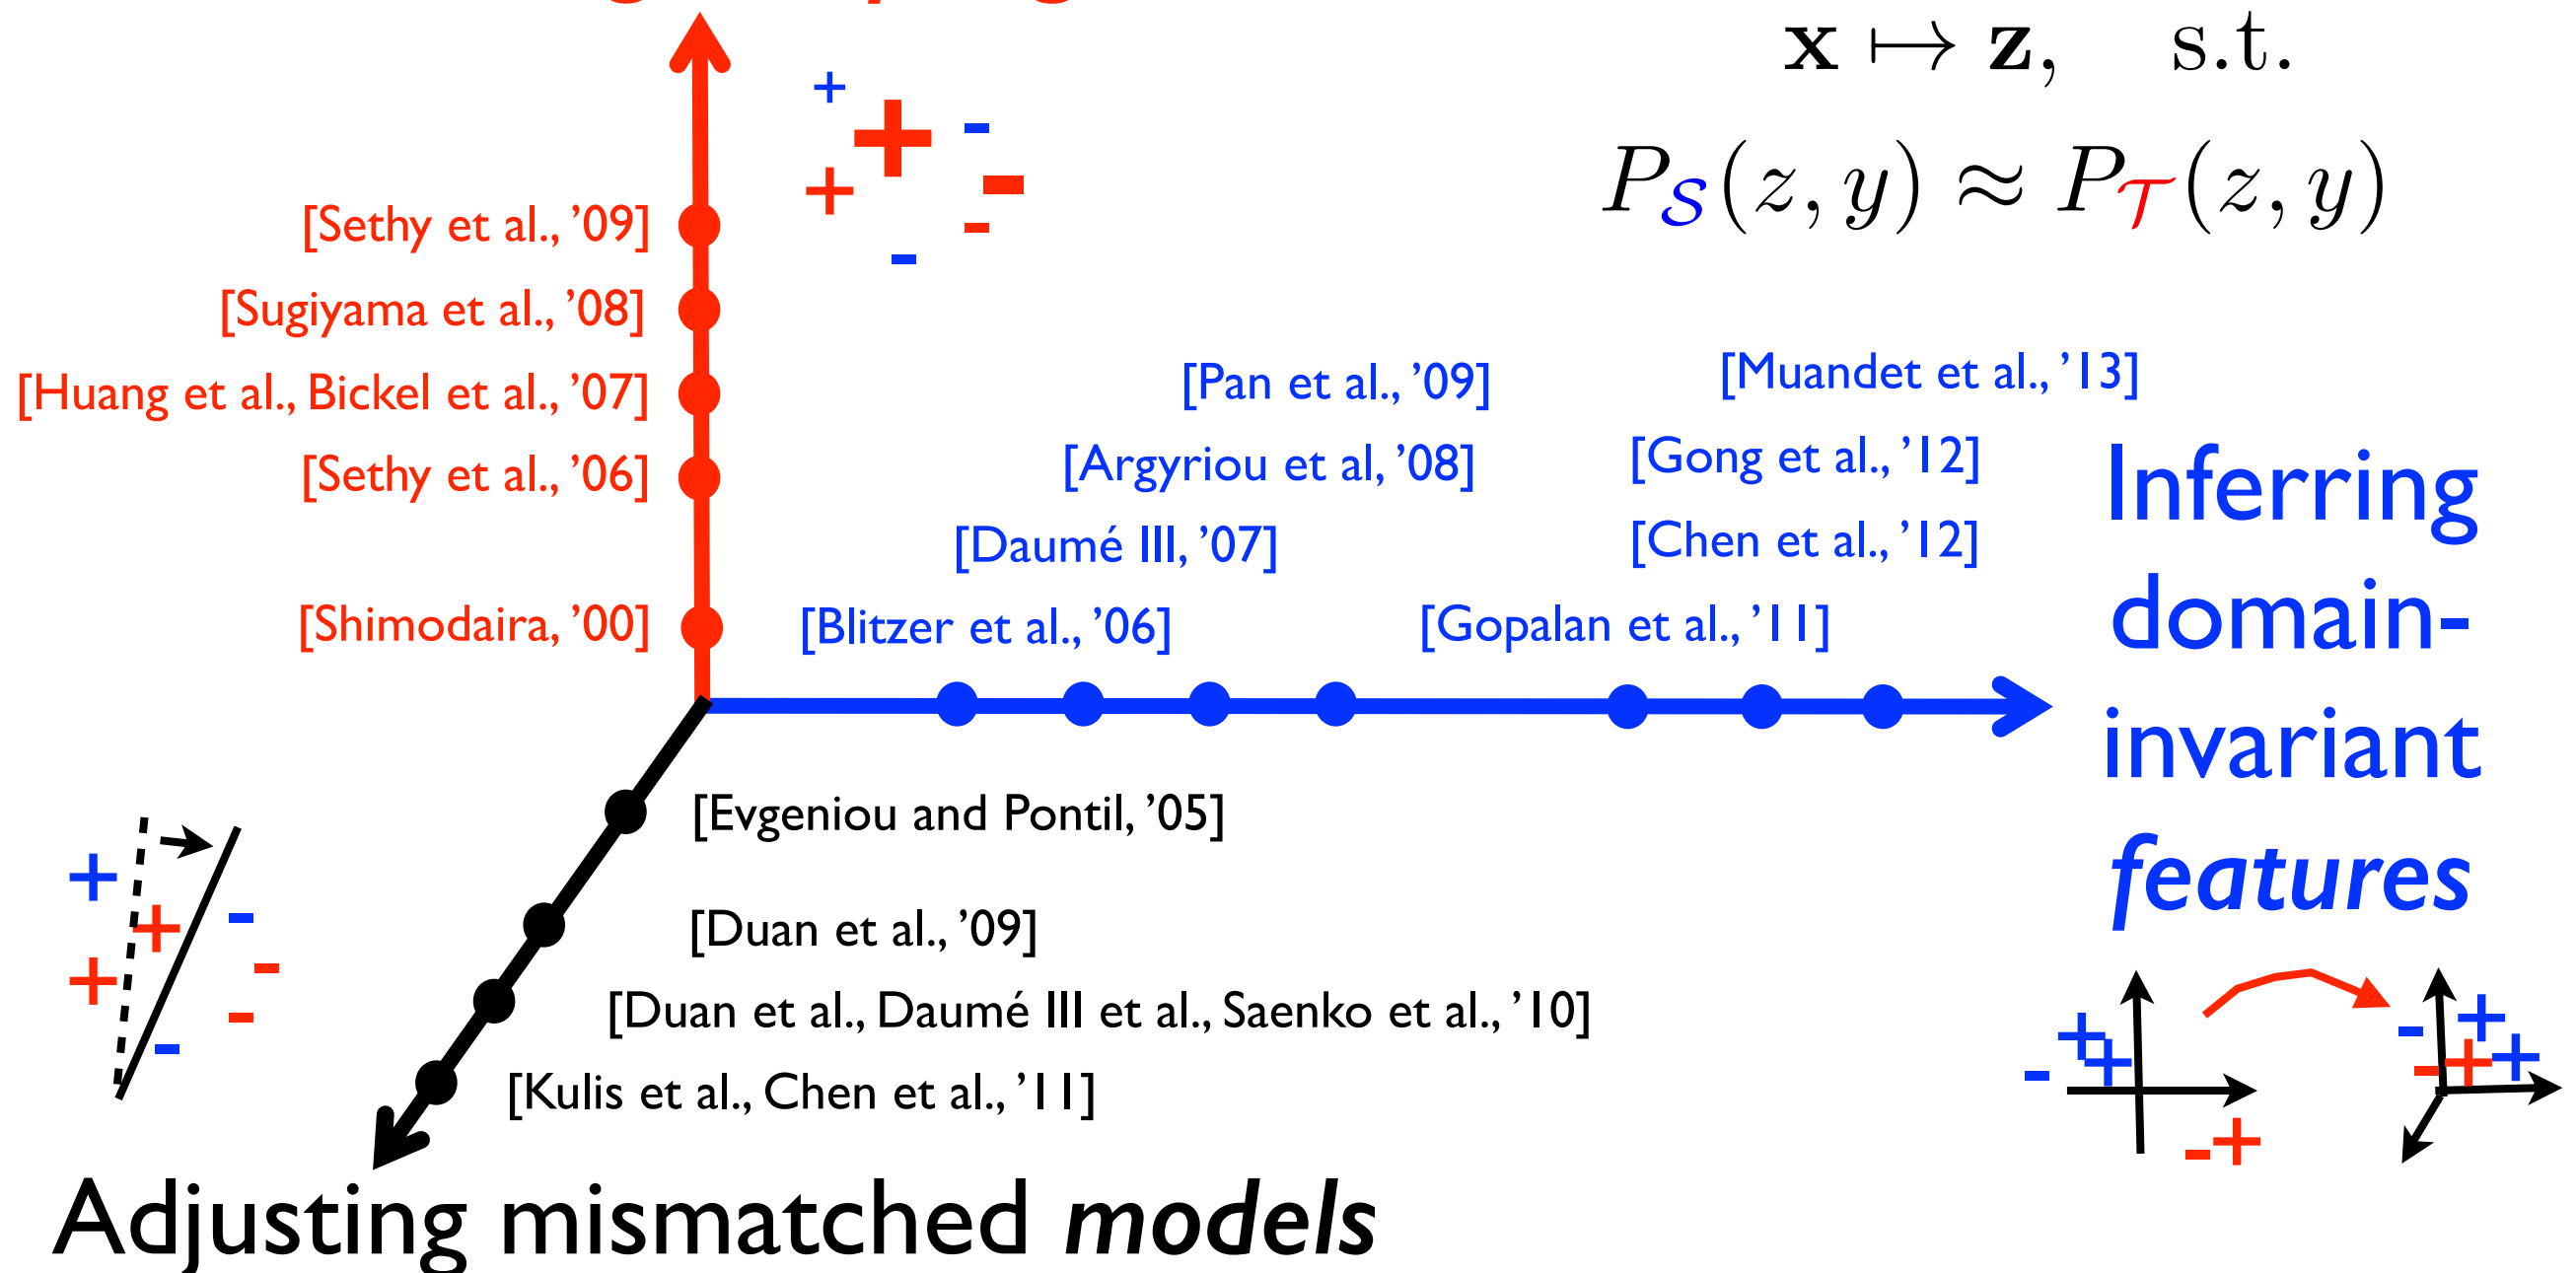 x ↦ z, s.t.
P_S(z, y) ≈ P_T(z, y)
[Sethy et al., ’09]
[Sugiyama et al., ’08]
[Huang et al., Bickel et al., ’07]
[Sethy et al., ’06]
[Shimodaira, ’00]
[Pan et al., ’09]
[Argyriou et al, ’08]
[Daumé III, ’07]
[Blitzer et al., ’06]
[Muandet et al., ’13]
[Gong et al., ’12]
[Chen et al., ’12]
[Gopalan et al., ’11]
Inferring
domain-
invariant
features
[Evgeniou and Pontil, ’05]
[Duan et al., ’09]
[Duan et al., Daumé III et al., Saenko et al., ’10]
[Kulis et al., Chen et al., ’11]
Adjusting mismatched models